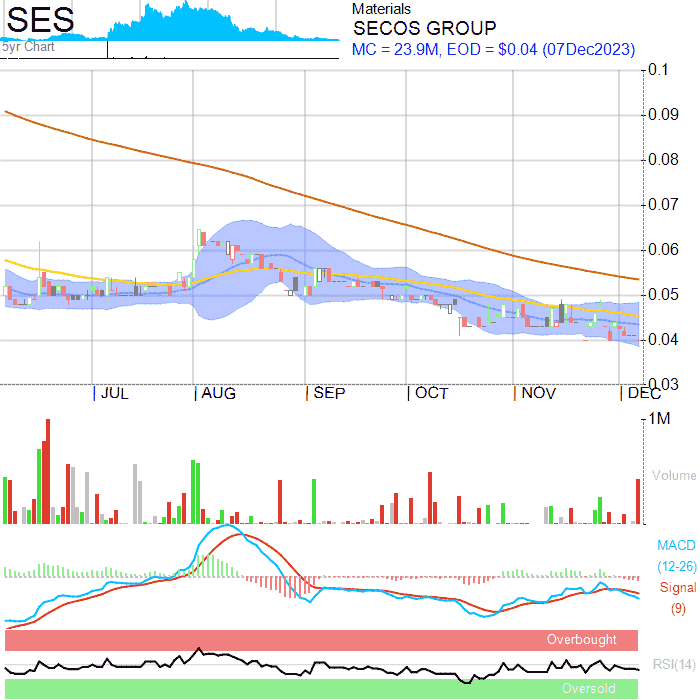 SES
5yr Chart
Materials
SECOS GROUP
MC = 23.9M, EOD = $0.04 (07Dec2023)
0.1
0.09
0.08
0.07
0.06
0.05
0.04
0.03
JUL AUG SEP OCT NOV DEC
1M
Volume
MACD
(12-26)
Signal
(9)
Overbought
RSI(14)
Oversold